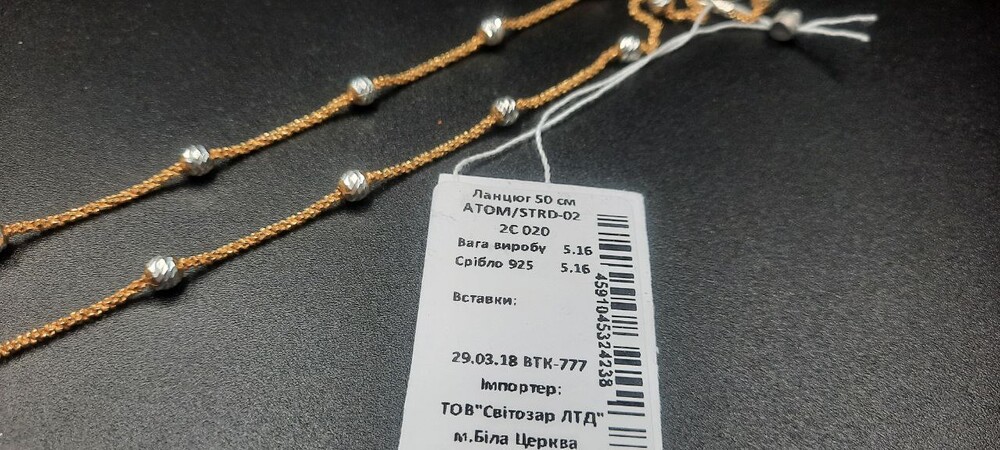 Ланцюг 50 см
ATOM/STRD-02
2С 020
Вага виробу 5.16
Срібло 925 5.16
Вставки:
29.03.18 ВТК-777
Імпортер:
ТОВ"Світозар ЛТД"
м.Біла Церква
4591045324238